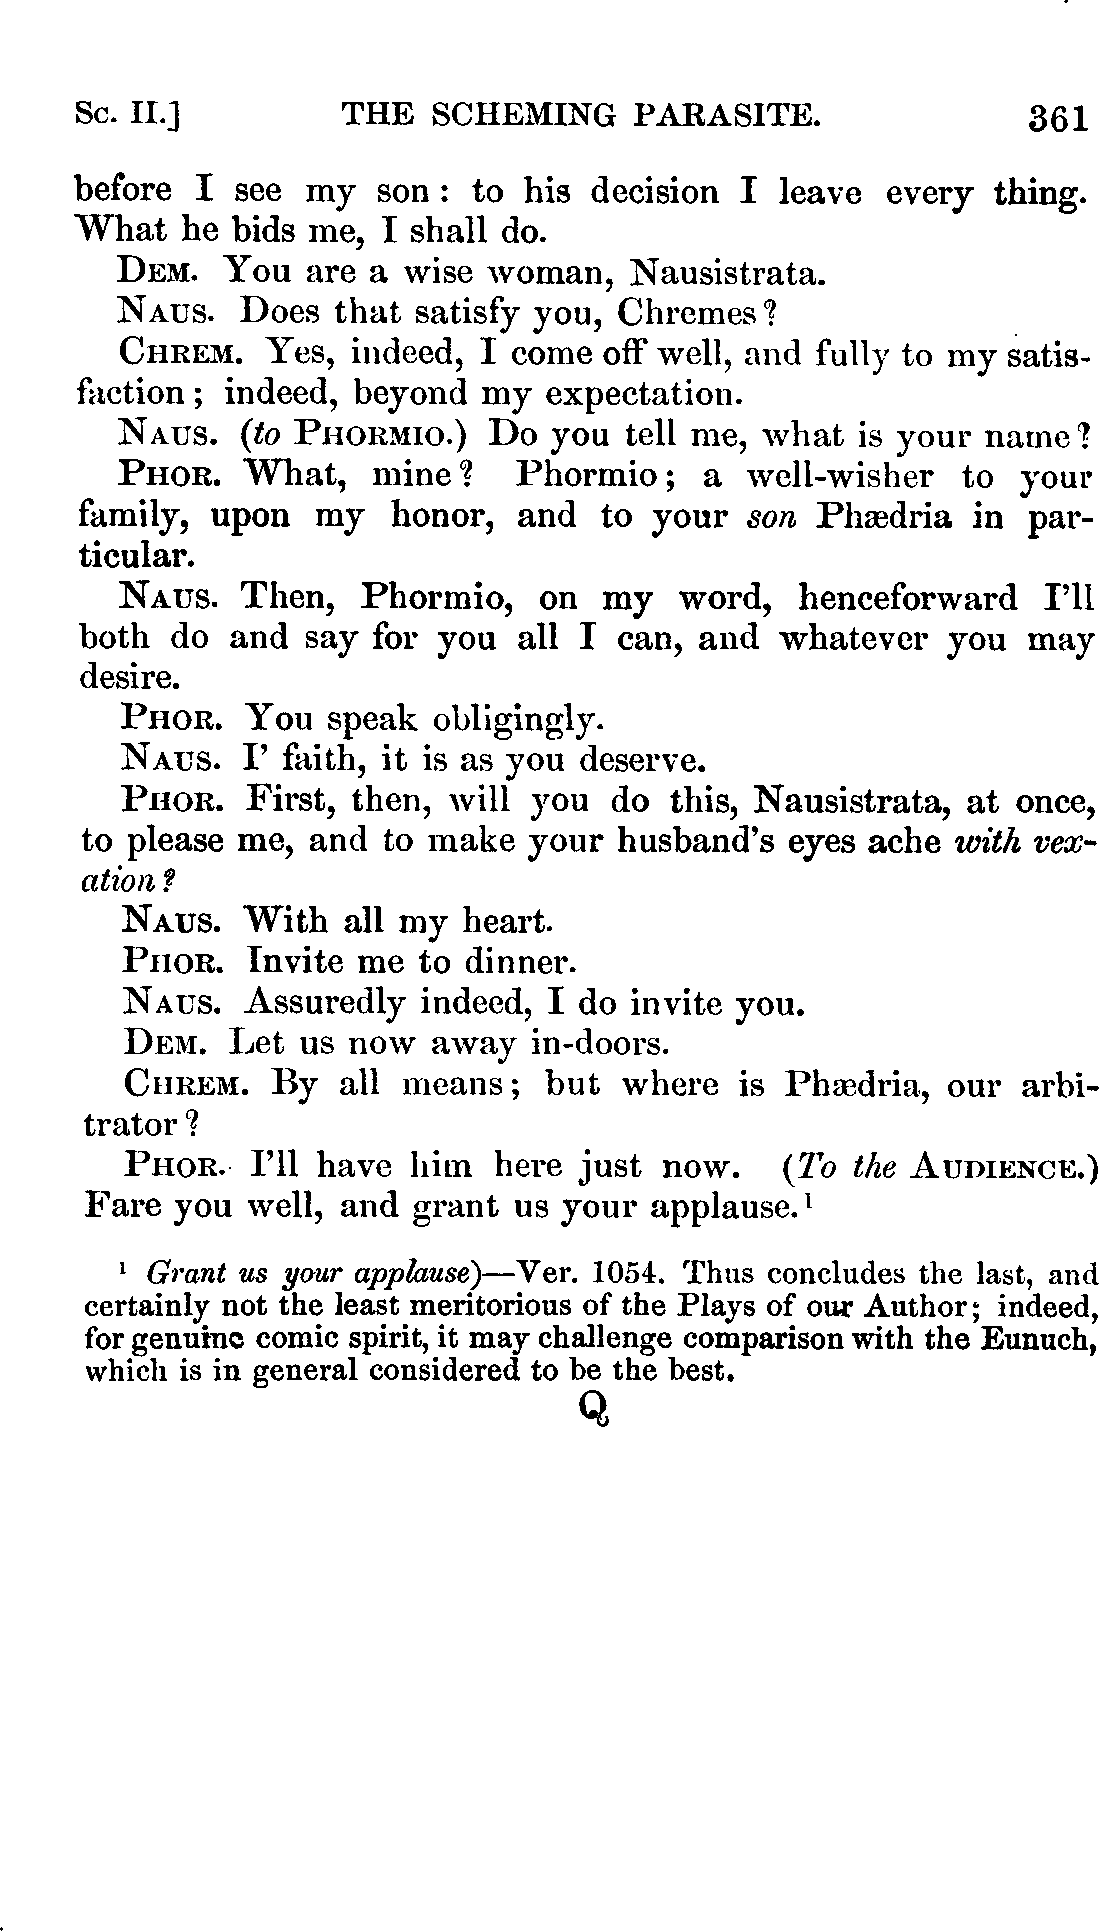 Sc. II.] THE SCHEMING PARASITE. 361
before I see my son : to his decision I leave every thing.
What he bids me, I shall do.
DEM. You are a wise woman, Nausistrata.
NAUS. Does that satisfy you, Chremes?
CHREM. Yes, indeed, I come off well, and fully to my satis-
faction ; indeed, beyond my expectation.
NAUS. (to PHORMIO.) Do you tell me, what is your name?
PHOR. What, mine? Phormio; a well-wisher to your
family, upon my honor, and to your son Phædria in par-
ticular.
NAUS. Then, Phormio, on my word, henceforward I'll
both do and say for you all I can, and whatever you may
desire.
PHOR. You speak obligingly.
NAUS. I' faith, it is as you deserve.
PHOR. First, then, will you do this, Nausistrata, at once,
to please me, and to make your husband's eyes ache with vex-
ation?
NAUS. With all my heart.
PHOR. Invite me to dinner.
NAUS. Assuredly indeed, I do invite you.
DEM. Let us now away in-doors.
CHREM. By all means; but where is Phædria, our arbi-
trator?
PHOR. I'll have him here just now. (To the AUDIENCE.)
Fare you well, and grant us your applause.¹
¹ Grant us your applause)—Ver. 1054. Thus concludes the last, and
certainly not the least meritorious of the Plays of our Author; indeed,
for genuine comic spirit, it may challenge comparison with the Eunuch,
which is in general considered to be the best.
Q